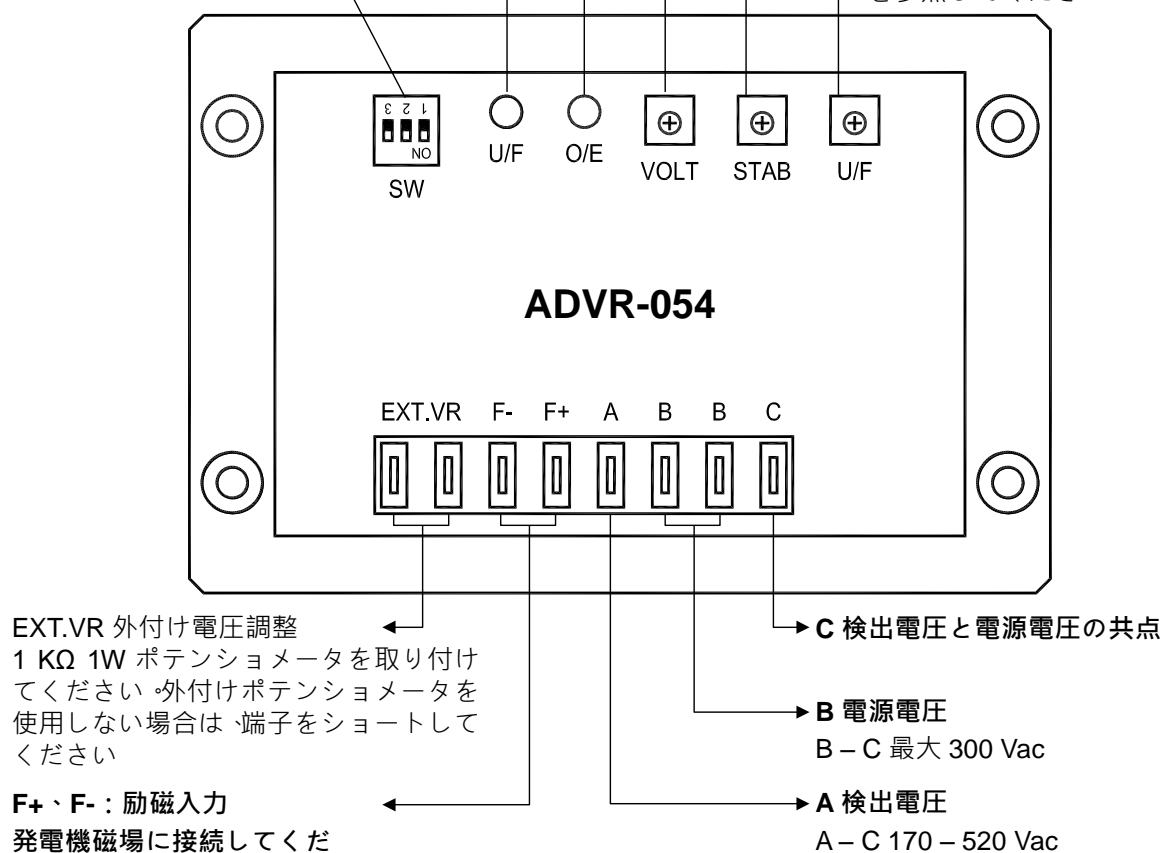 3 2 1
ON
SW
U/F
O/E
VOLT
STAB
U/F
ADVR-054
EXT.VR F- F+ A B B C
EXT.VR 外付け電圧調整
1 KΩ 1W ポテンショメータを取り付け
てください。外付けポテンショメータを
使用しない場合は、端子をショートして
ください
F+、F-:励磁入力
発電機磁場に接続してくだ
C 検出電圧と電源電圧の共点
B 電源電圧
B – C 最大 300 Vac
A 検出電圧
A – C 170 – 520 Vac